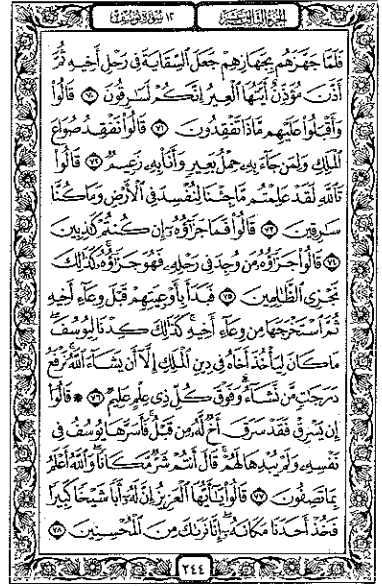 الجزء الثالث عشر ١٢ سورة يوسف
فَلَمَّا جَهَّزَهُم بِجَهَازِهِمْ جَعَلَ ٱلسِّقَايَةَ فِى رَحْلِ أَخِيهِ ثُمَّ
أَذَّنَ مُؤَذِّنٌ أَيَّتُهَا ٱلْعِيرُ إِنَّكُمْ لَسَـٰرِقُونَ ٧٠ قَالُوا۟
وَأَقْبَلُوا۟ عَلَيْهِم مَّاذَا تَفْقِدُونَ ٧١ قَالُوا۟ نَفْقِدُ صُوَاعَ
ٱلْمَلِكِ وَلِمَن جَآءَ بِهِۦ حِمْلُ بَعِيرٍ وَأَنَا۠ بِهِۦ زَعِيمٌ ٧٢ قَالُوا۟
تَٱللَّهِ لَقَدْ عَلِمْتُم مَّا جِئْنَا لِنُفْسِدَ فِى ٱلْأَرْضِ وَمَا كُنَّا
سَـٰرِقِينَ ٧٣ قَالُوا۟ فَمَا جَزَٰٓؤُهُۥٓ إِن كُنتُمْ كَـٰذِبِينَ
٧٤ قَالُوا۟ جَزَٰٓؤُهُۥ مَن وُجِدَ فِى رَحْلِهِۦ فَهُوَ جَزَٰٓؤُهُۥ كَذَٰلِكَ
نَجْزِى ٱلظَّـٰلِمِينَ ٧٥ فَبَدَأَ بِأَوْعِيَتِهِمْ قَبْلَ وِعَآءِ أَخِيهِ
ثُمَّ ٱسْتَخْرَجَهَا مِن وِعَآءِ أَخِيهِ كَذَٰلِكَ كِدْنَا لِيُوسُفَ
مَا كَانَ لِيَأْخُذَ أَخَاهُ فِى دِينِ ٱلْمَلِكِ إِلَّآ أَن يَشَآءَ ٱللَّهُ نَرْفَعُ
دَرَجَـٰتٍ مَّن نَّشَآءُ وَفَوْقَ كُلِّ ذِى عِلْمٍ عَلِيمٌ ٧٦ ۞ قَالُوٓا۟
إِن يَسْرِقْ فَقَدْ سَرَقَ أَخٌ لَّهُۥ مِن قَبْلُ فَأَسَرَّهَا يُوسُفُ فِى
نَفْسِهِۦ وَلَمْ يُبْدِهَا لَهُمْ قَالَ أَنتُمْ شَرٌّ مَّكَانًا وَٱللَّهُ أَعْلَمُ
بِمَا تَصِفُونَ ٧٧ قَالُوا۟ يَـٰٓأَيُّهَا ٱلْعَزِيزُ إِنَّ لَهُۥٓ أَبًا شَيْخًا كَبِيرًا
فَخُذْ أَحَدَنَا مَكَانَهُۥٓ إِنَّا نَرَىٰكَ مِنَ ٱلْمُحْسِنِينَ ٧٨
٢٤٤